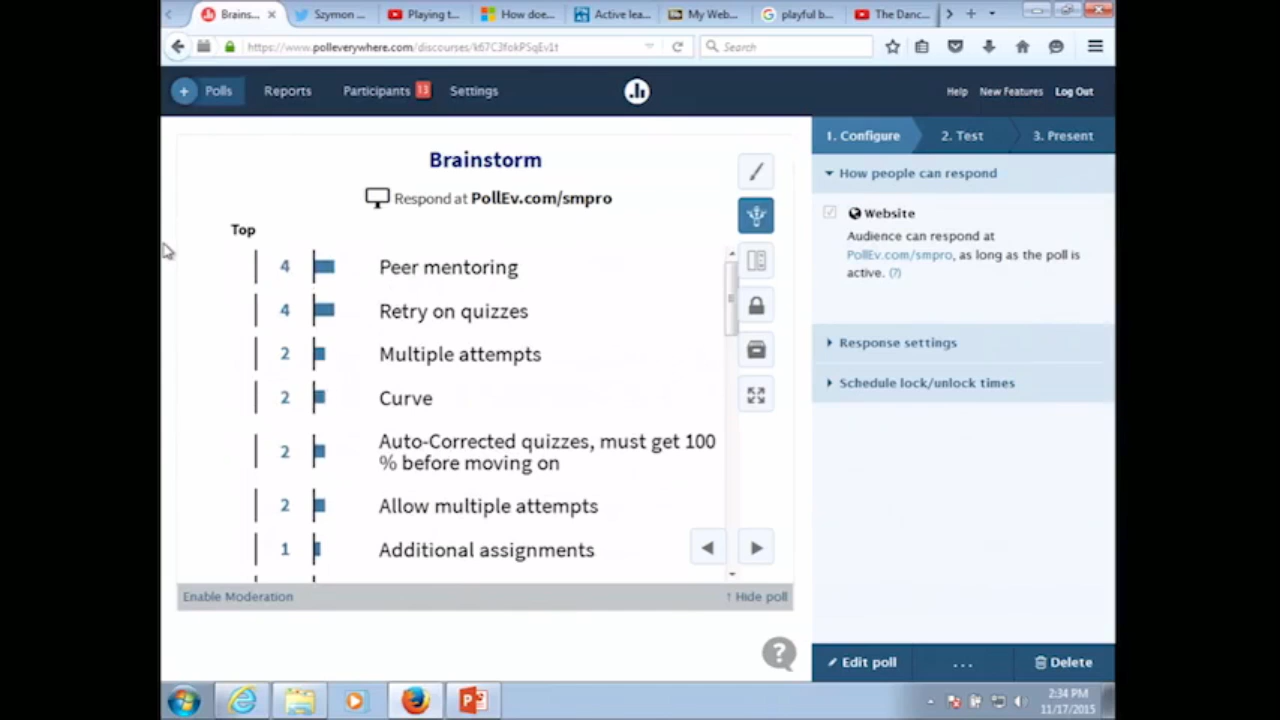 Brains...
Szymon ...
Playing t...
How doe...
Active lea...
My Web...
playful b...
The Danc...
https://www.polleverywhere.com/discourses/k67C3fokPSqEv1t
Search
+ Polls
Reports
Participants 13
Settings
Help
New Features
Log Out
Brainstorm
Respond at PollEv.com/smpro
Top
4 Peer mentoring
4 Retry on quizzes
2 Multiple attempts
2 Curve
2 Auto-Corrected quizzes, must get 100
% before moving on
2 Allow multiple attempts
1 Additional assignments
Enable Moderation
↑ Hide poll
?
1. Configure
2. Test
3. Present
How people can respond
Website
Audience can respond at
PollEv.com/smpro, as long as the poll is
active. (?)
Response settings
Schedule lock/unlock times
Edit poll
...
Delete
2:34 PM
11/17/2015